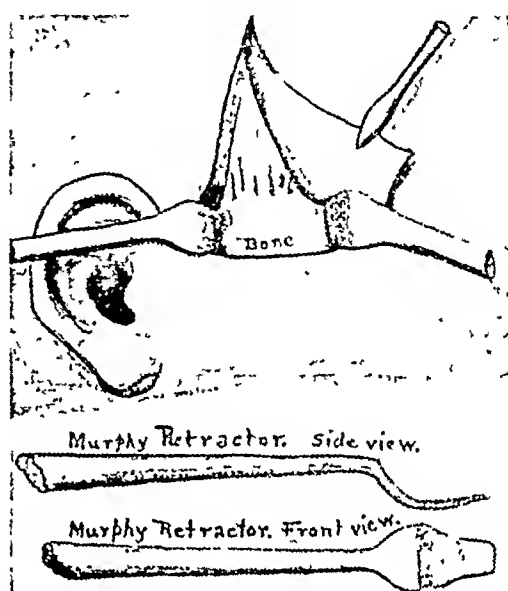 Bone
Murphy Retractor. Side view.
Murphy Retractor. Front view.